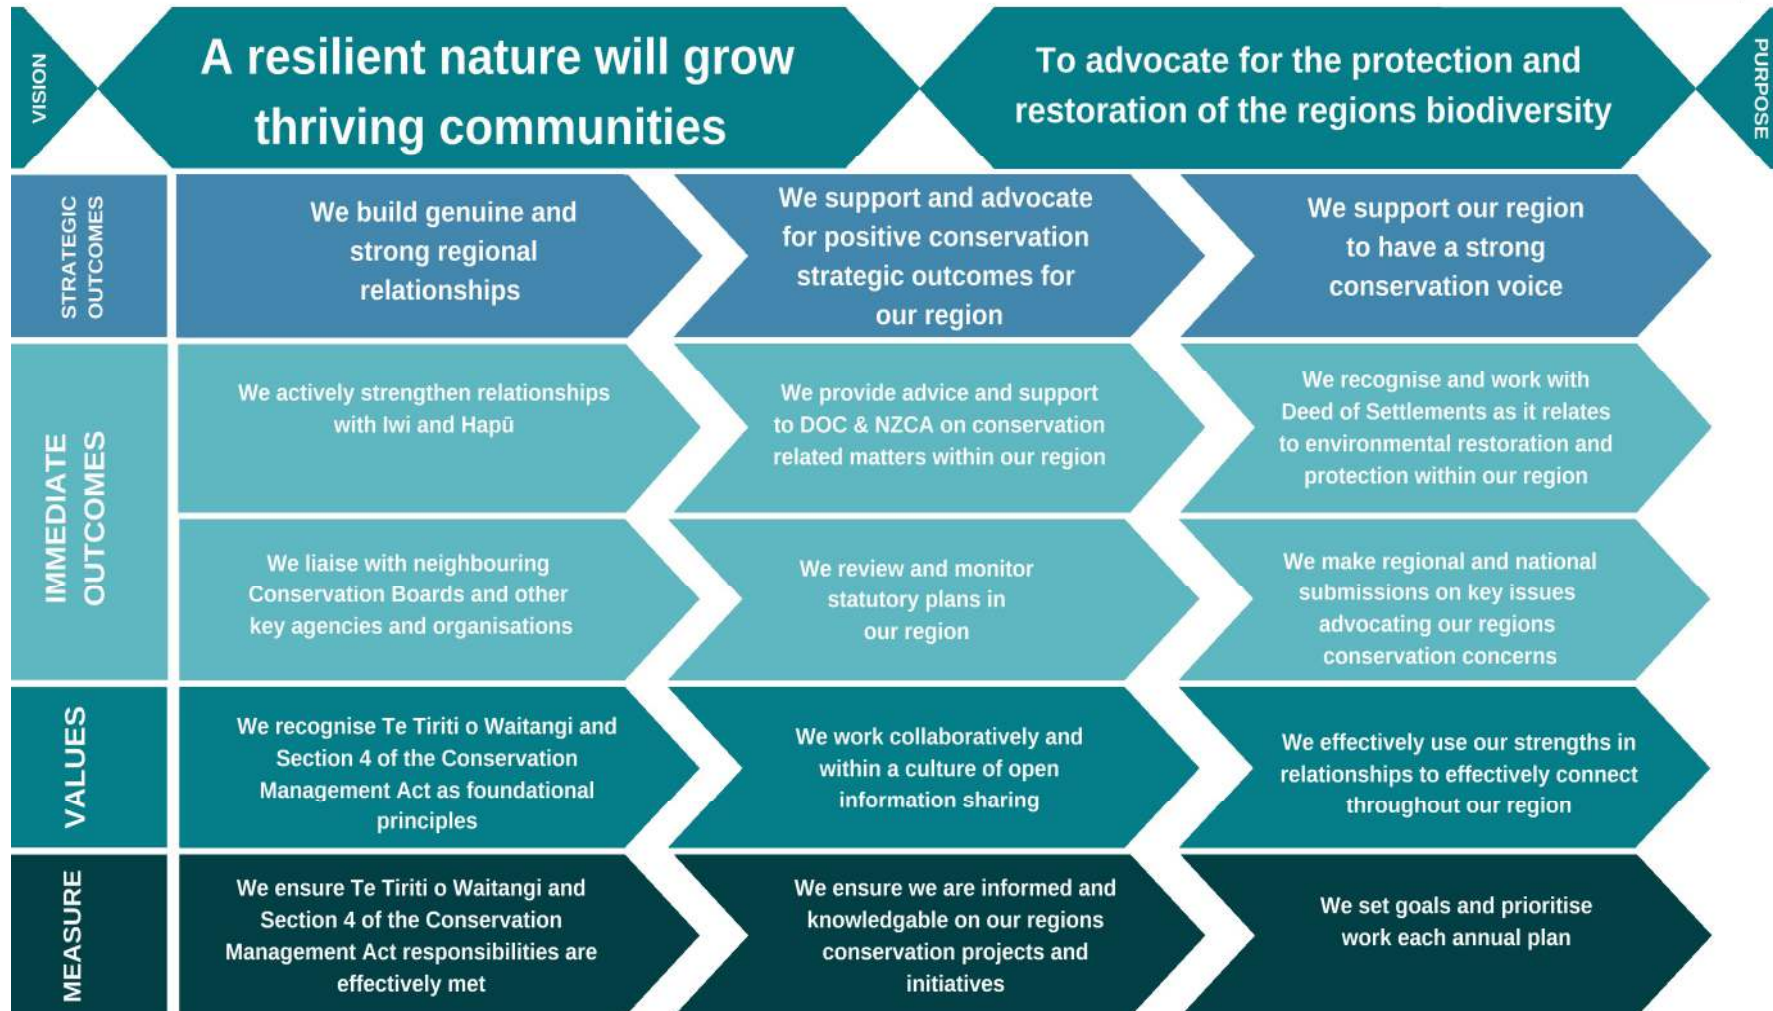 VISION
A resilient nature will grow
thriving communities
To advocate for the protection and
restoration of the regions biodiversity
PURPOSE
STRATEGIC
OUTCOMES
We build genuine and
strong regional
relationships
We support and advocate
for positive conservation
strategic outcomes for
our region
We support our region
to have a strong
conservation voice
IMMEDIATE
OUTCOMES
We actively strengthen relationships
with Iwi and Hapū
We provide advice and support
to DOC & NZCA on conservation
related matters within our region
We recognise and work with
Deed of Settlements as it relates
to environmental restoration and
protection within our region
We liaise with neighbouring
Conservation Boards and other
key agencies and organisations
We review and monitor
statutory plans in
our region
We make regional and national
submissions on key issues
advocating our regions
conservation concerns
VALUES
We recognise Te Tiriti o Waitangi and
Section 4 of the Conservation
Management Act as foundational
principles
We work collaboratively and
within a culture of open
information sharing
We effectively use our strengths in
relationships to effectively connect
throughout our region
MEASURE
We ensure Te Tiriti o Waitangi and
Section 4 of the Conservation
Management Act responsibilities are
effectively met
We ensure we are informed and
knowledgable on our regions
conservation projects and
initiatives
We set goals and prioritise
work each annual plan